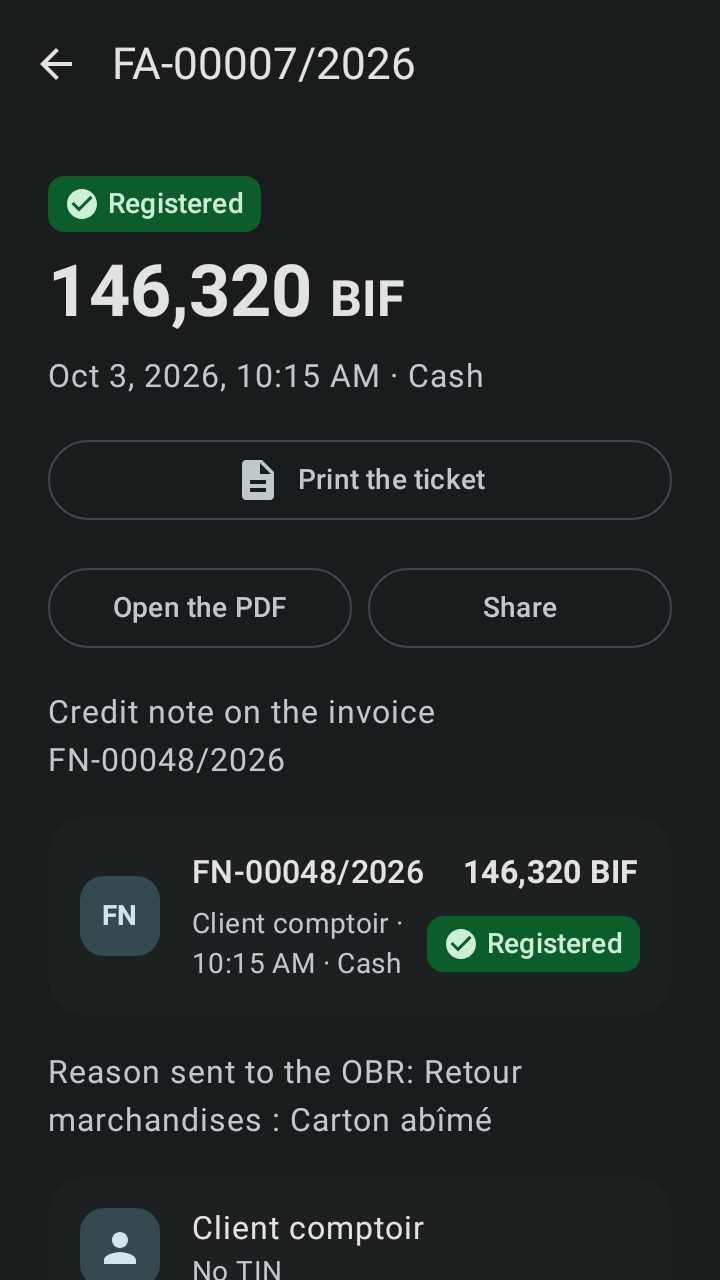 FA-00007/2026
Registered
146,320 BIF
Oct 3, 2026, 10:15 AM · Cash
Print the ticket
Open the PDF
Share
Credit note on the invoice
FN-00048/2026
FN
FN-00048/2026
146,320 BIF
Client comptoir ·
10:15 AM · Cash
Registered
Reason sent to the OBR: Retour
marchandises : Carton abîmé
Client comptoir
No TIN